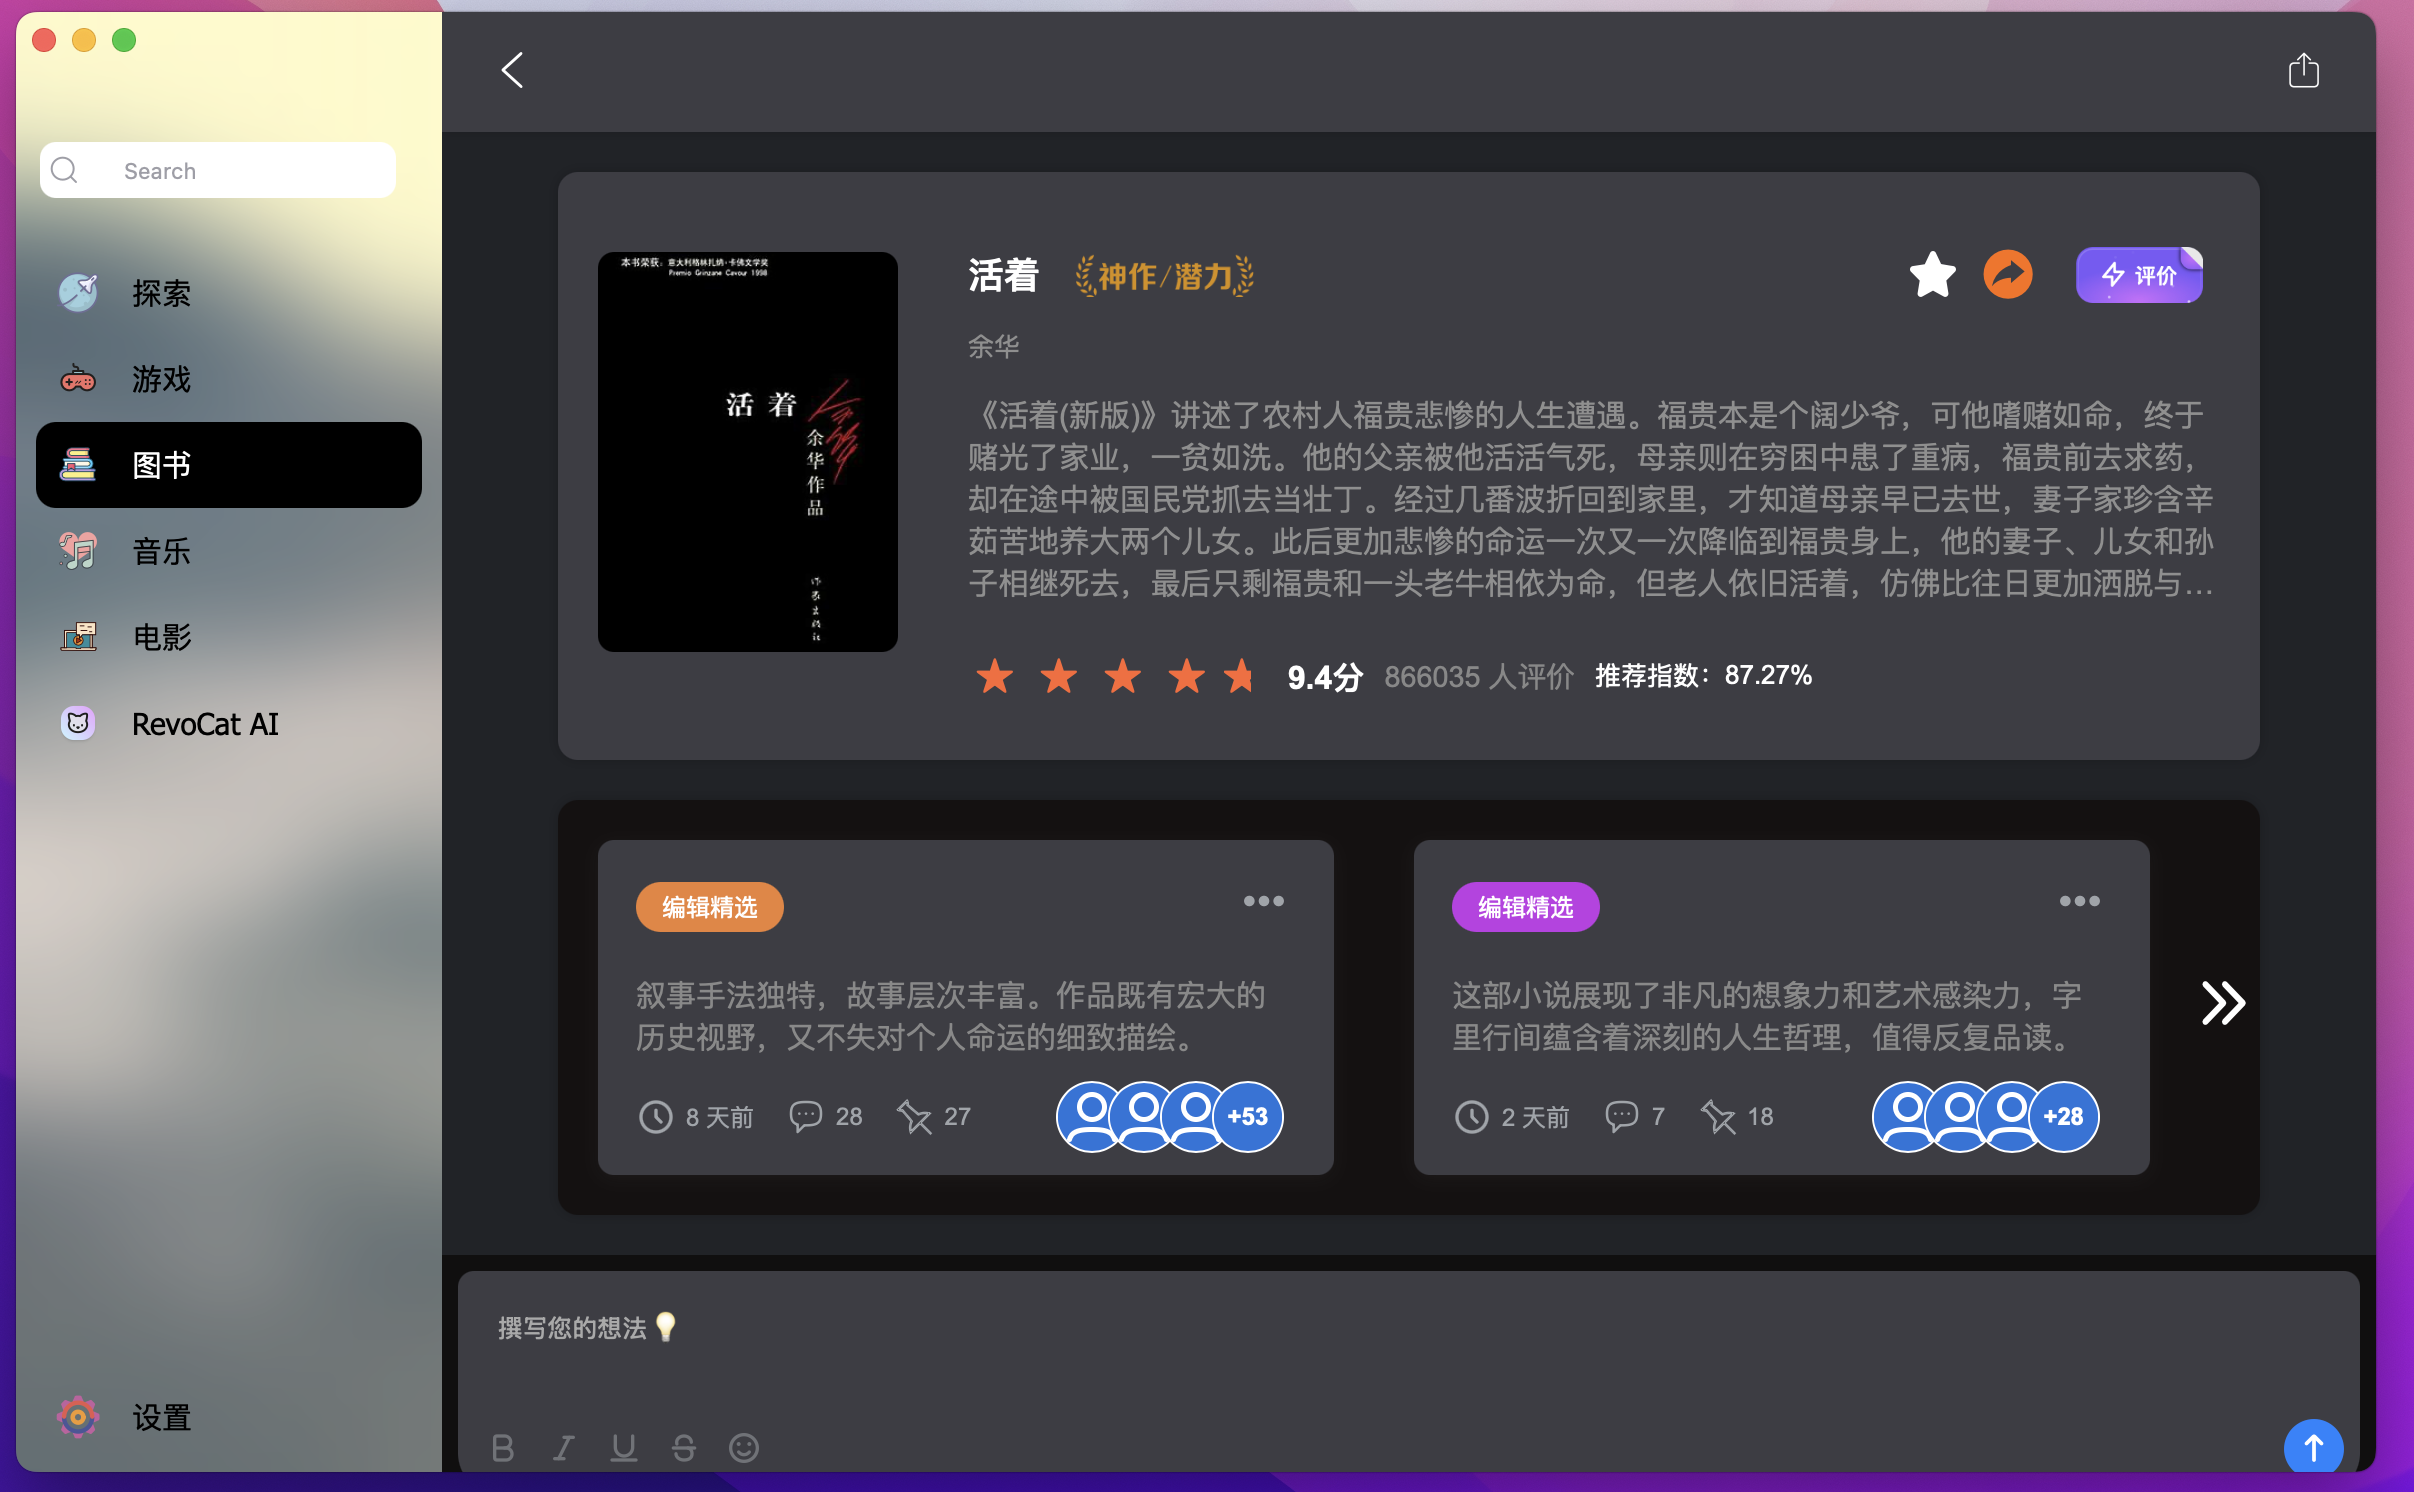 Search
探索
游戏
图书
音乐
电影
RevoCat AI
设置
本书荣获：意大利格林扎纳·卡佛文学奖
Premio Grinzane Cavour 1998
活着
余华作品
作家出版社
活着
神作/潜力
评价
余华
《活着(新版)》讲述了农村人福贵悲惨的人生遭遇。福贵本是个阔少爷，可他嗜赌如命，终于
赌光了家业，一贫如洗。他的父亲被他活活气死，母亲则在穷困中患了重病，福贵前去求药，
却在途中被国民党抓去当壮丁。经过几番波折回到家里，才知道母亲早已去世，妻子家珍含辛
茹苦地养大两个儿女。此后更加悲惨的命运一次又一次降临到福贵身上，他的妻子、儿女和孙
子相继死去，最后只剩福贵和一头老牛相依为命，但老人依旧活着，仿佛比往日更加洒脱与...
9.4分 866035 人评价 推荐指数：87.27%
编辑精选
叙事手法独特，故事层次丰富。作品既有宏大的
历史视野，又不失对个人命运的细致描绘。
8 天前 28 27 +53
编辑精选
这部小说展现了非凡的想象力和艺术感染力，字
里行间蕴含着深刻的人生哲理，值得反复品读。
2 天前 7 18 +28
撰写您的想法💡
B I U S